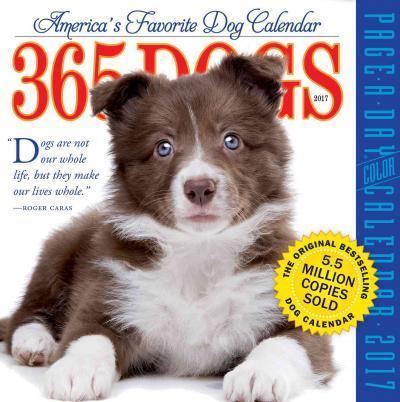 America's Favorite Dog Calendar
365 DOGS
2017
"Dogs are not
our whole
life, but they make
our lives whole."
—ROGER CARAS
PAGE-A-DAY COLOR CALENDAR 2017
THE ORIGINAL BESTSELLING
5.5
MILLION
COPIES
SOLD
DOG CALENDAR